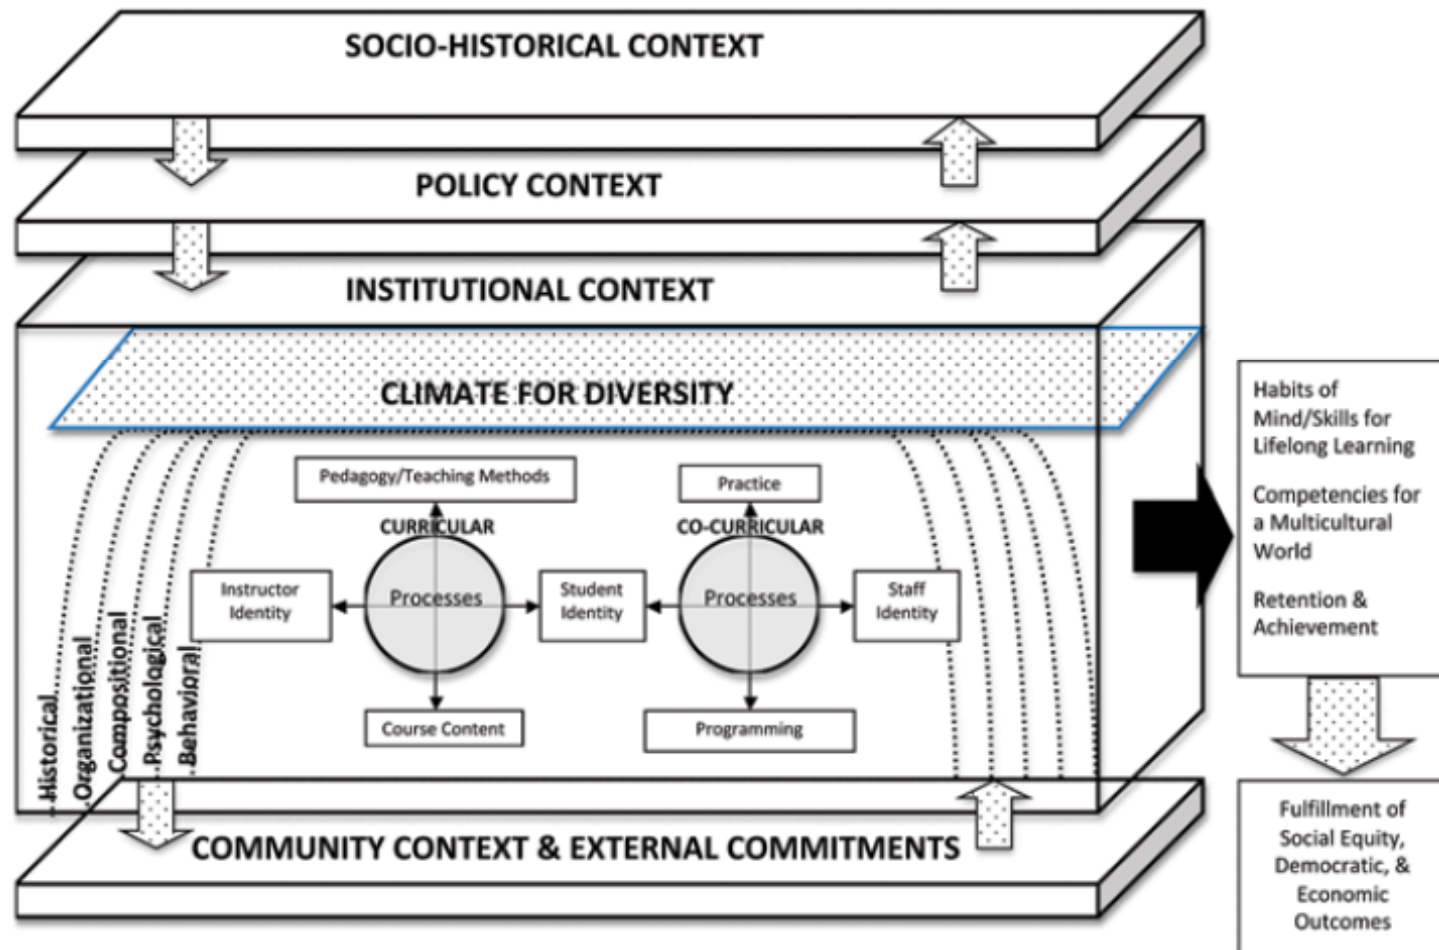 SOCIO-HISTORICAL CONTEXT
POLICY CONTEXT
INSTITUTIONAL CONTEXT
CLIMATE FOR DIVERSITY
Pedagogy/Teaching Methods
Practice
CURRICULAR
CO-CURRICULAR
Instructor
Identity
Processes
Student
Identity
Processes
Staff
Identity
Course Content
Programming
Historical
Organizational
Compositional
Psychological
Behavioral
COMMUNITY CONTEXT & EXTERNAL COMMITMENTS
Habits of
Mind/Skills for
Lifelong Learning
Competencies for
a Multicultural
World
Retention &
Achievement
Fulfillment of
Social Equity,
Democratic, &
Economic
Outcomes